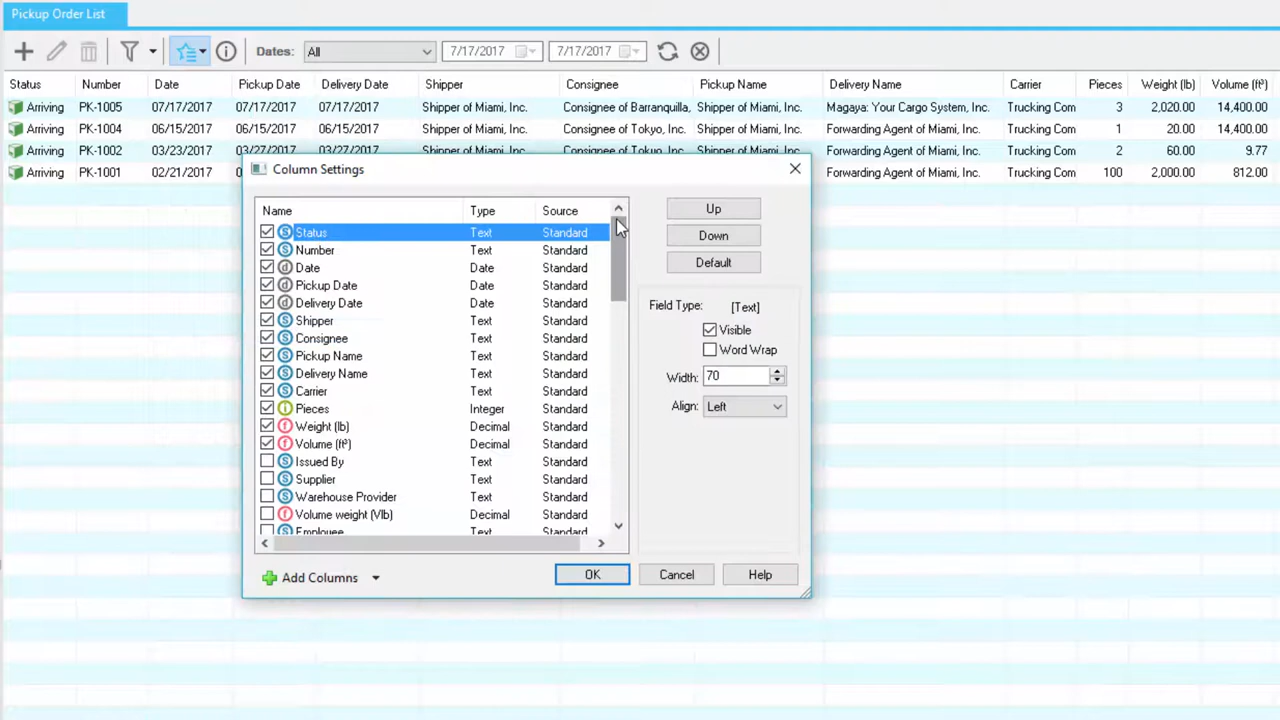 Pickup Order List
Dates: All 7/17/2017 7/17/2017
Status Number Date Pickup Date Delivery Date Shipper Consignee Pickup Name Delivery Name Carrier Pieces Weight (lb) Volume (ft³)
Arriving PK-1005 07/17/2017 07/17/2017 07/17/2017 Shipper of Miami, Inc. Consignee of Barranquilla, Shipper of Miami, Inc. Magaya: Your Cargo System, Inc. Trucking Com 3 2,020.00 14,400.00
Arriving PK-1004 06/15/2017 06/15/2017 06/15/2017 Shipper of Miami, Inc. Consignee of Tokyo, Inc. Shipper of Miami, Inc. Forwarding Agent of Miami, Inc. Trucking Com 1 20.00 14,400.00
Arriving PK-1002 03/23/2017 03/27/2017 03/27/2017 Shipper of Miami, Inc. Consignee of Tokyo, Inc. Shipper of Miami, Inc. Forwarding Agent of Miami, Inc. Trucking Com 2 60.00 9.77
Arriving PK-1001 02/21/2017 Forwarding Agent of Miami, Inc. Trucking Com 100 2,000.00 812.00
Column Settings
Name Type Source
Status Text Standard
Number Text Standard
Date Date Standard
Pickup Date Date Standard
Delivery Date Date Standard
Shipper Text Standard
Consignee Text Standard
Pickup Name Text Standard
Delivery Name Text Standard
Carrier Text Standard
Pieces Integer Standard
Weight (lb) Decimal Standard
Volume (ft³) Decimal Standard
Issued By Text Standard
Supplier Text Standard
Warehouse Provider Text Standard
Volume weight (Vlb) Decimal Standard
Employee Text Standard
Up
Down
Default
Field Type: [Text]
Visible
Word Wrap
Width: 70
Align: Left
Add Columns
OK
Cancel
Help